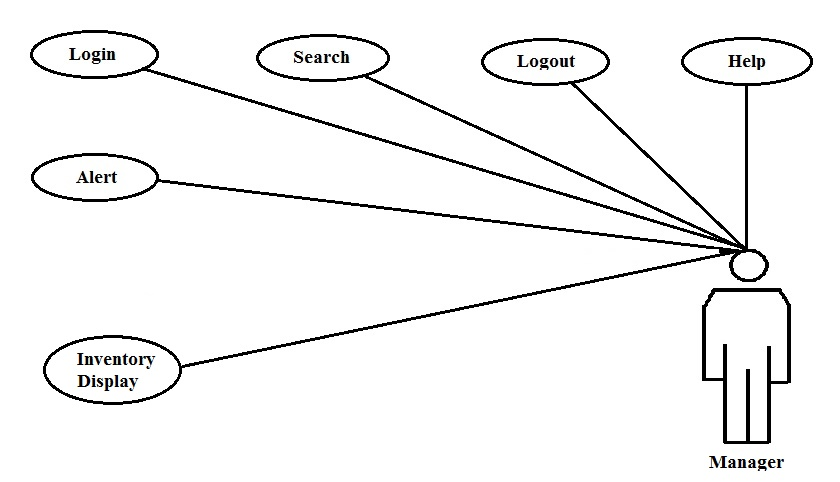 Login
Search
Logout
Help
Alert
Inventory
Display
Manager